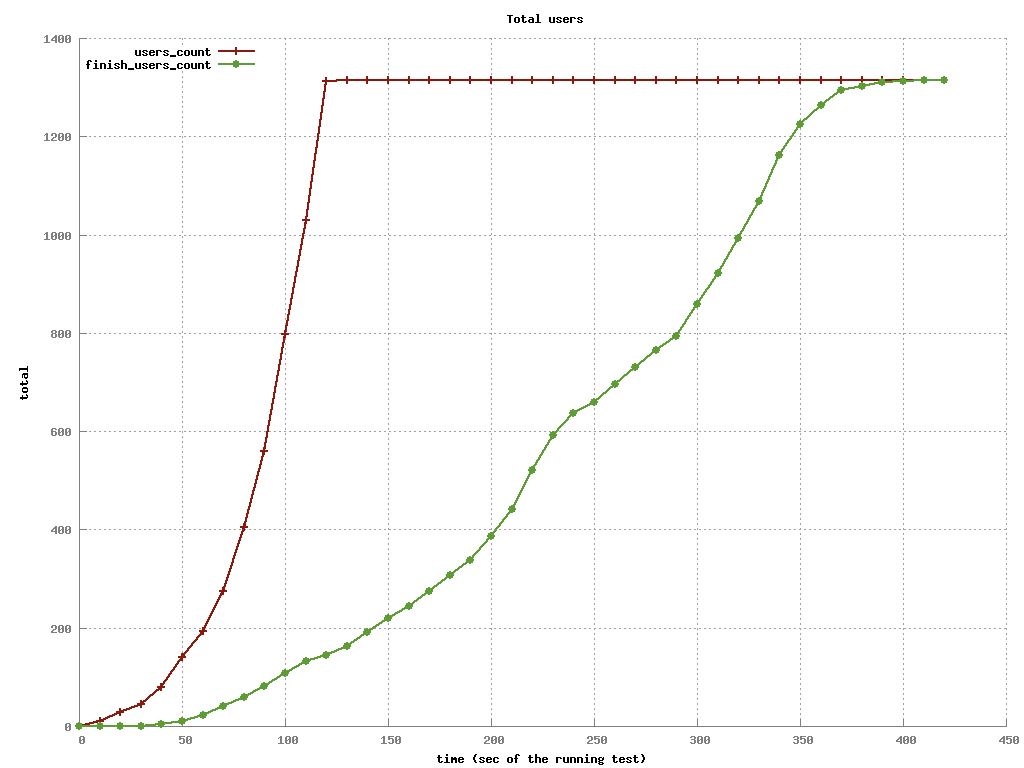 Total users
users_count
finish_users_count
1400
1200
1000
800
600
400
200
0
total
0 50 100 150 200 250 300 350 400 450
time (sec of the running test)